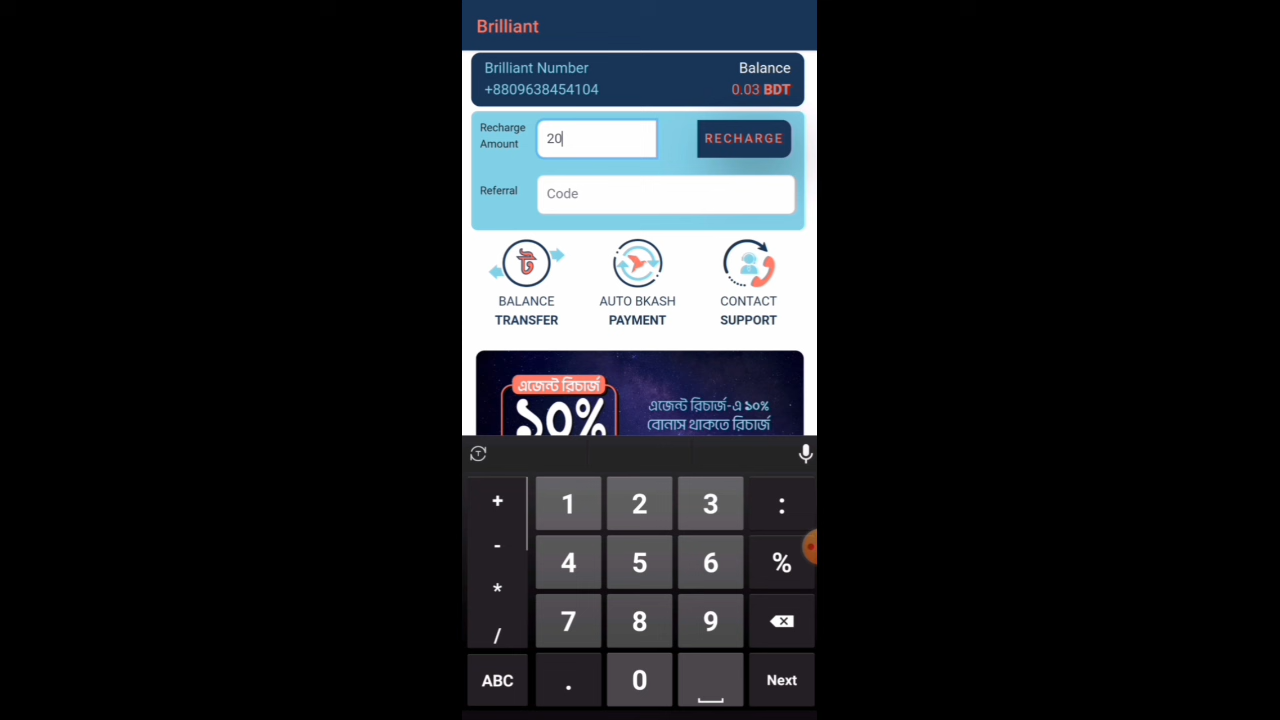 Brilliant
Brilliant Number
Balance
+8809638454104
0.03 BDT
Recharge
Amount
20
RECHARGE
Referral
Code
৳
BALANCE
TRANSFER
AUTO BKASH
PAYMENT
CONTACT
SUPPORT
এজেন্ট রিচার্জ
১০%
এজেন্ট রিচার্জ-এ ১০%
বোনাস থাকতে রিচার্জ
T
+
1
2
3
:
-
4
5
6
%
*
7
8
9
/
ABC
.
0
Next